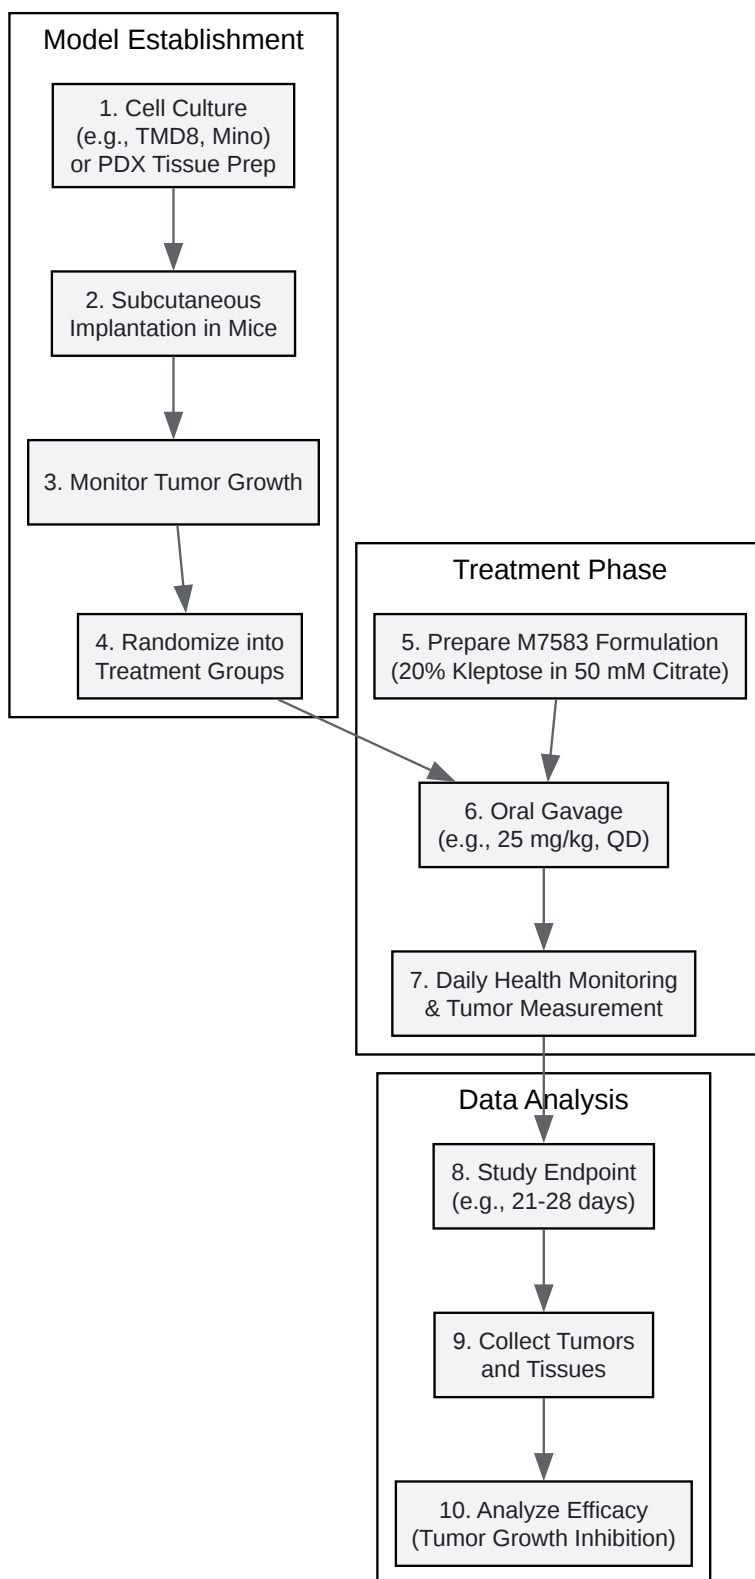 Model Establishment
1. Cell Culture
(e.g., TMD8, Mino)
or PDX Tissue Prep
2. Subcutaneous
Implantation in Mice
3. Monitor Tumor Growth
4. Randomize into
Treatment Groups
Treatment Phase
5. Prepare M7583 Formulation
(20% Kleptose in 50 mM Citrate)
6. Oral Gavage
(e.g., 25 mg/kg, QD)
7. Daily Health Monitoring
& Tumor Measurement
Data Analysis
8. Study Endpoint
(e.g., 21-28 days)
9. Collect Tumors
and Tissues
10. Analyze Efficacy
(Tumor Growth Inhibition)